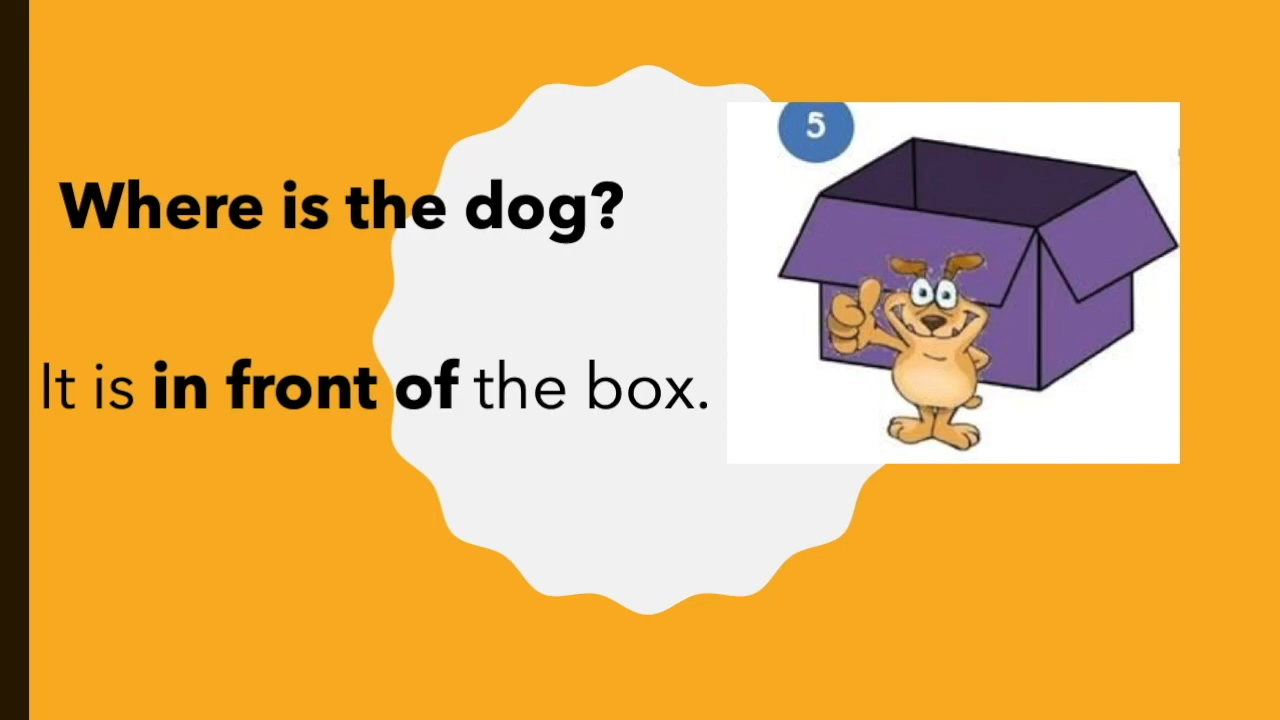 5
Where is the dog?
It is in front of the box.